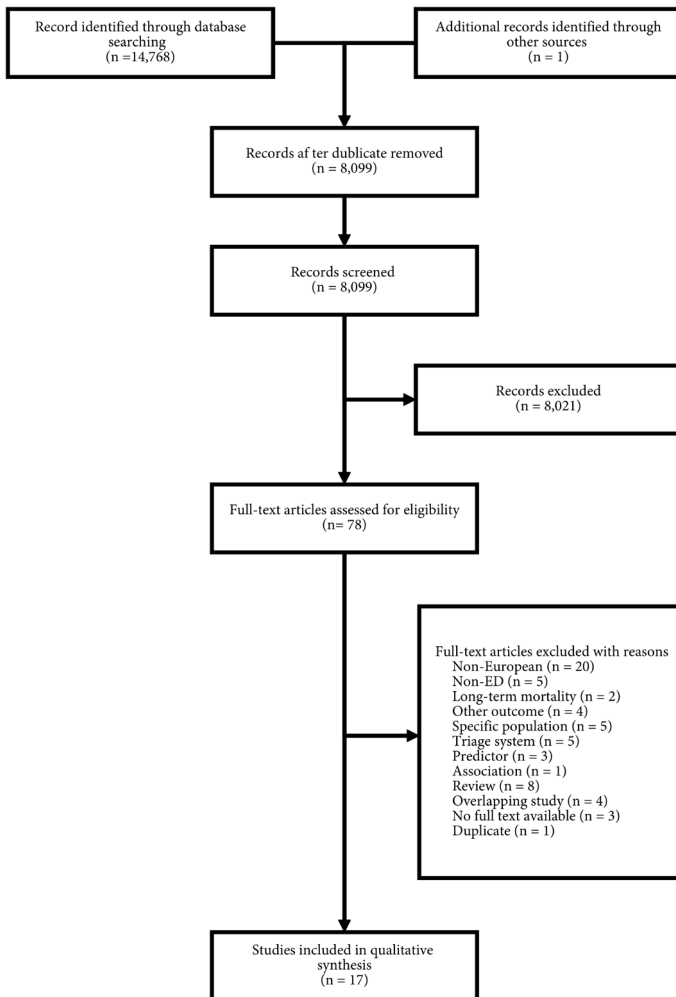 Record identified through database
searching
(n =14,768)
Additional records identified through
other sources
(n = 1)
Records af ter dublicate removed
(n = 8,099)
Records screened
(n = 8,099)
Records excluded
(n = 8,021)
Full-text articles assessed for eligibility
(n= 78)
Full-text articles excluded with reasons
Non-European (n = 20)
Non-ED (n = 5)
Long-term mortality (n = 2)
Other outcome (n = 4)
Specific population (n = 5)
Triage system (n = 5)
Predictor (n = 3)
Association (n = 1)
Review (n = 8)
Overlapping study (n = 4)
No full text available (n = 3)
Duplicate (n = 1)
Studies included in qualitative
synthesis
(n = 17)